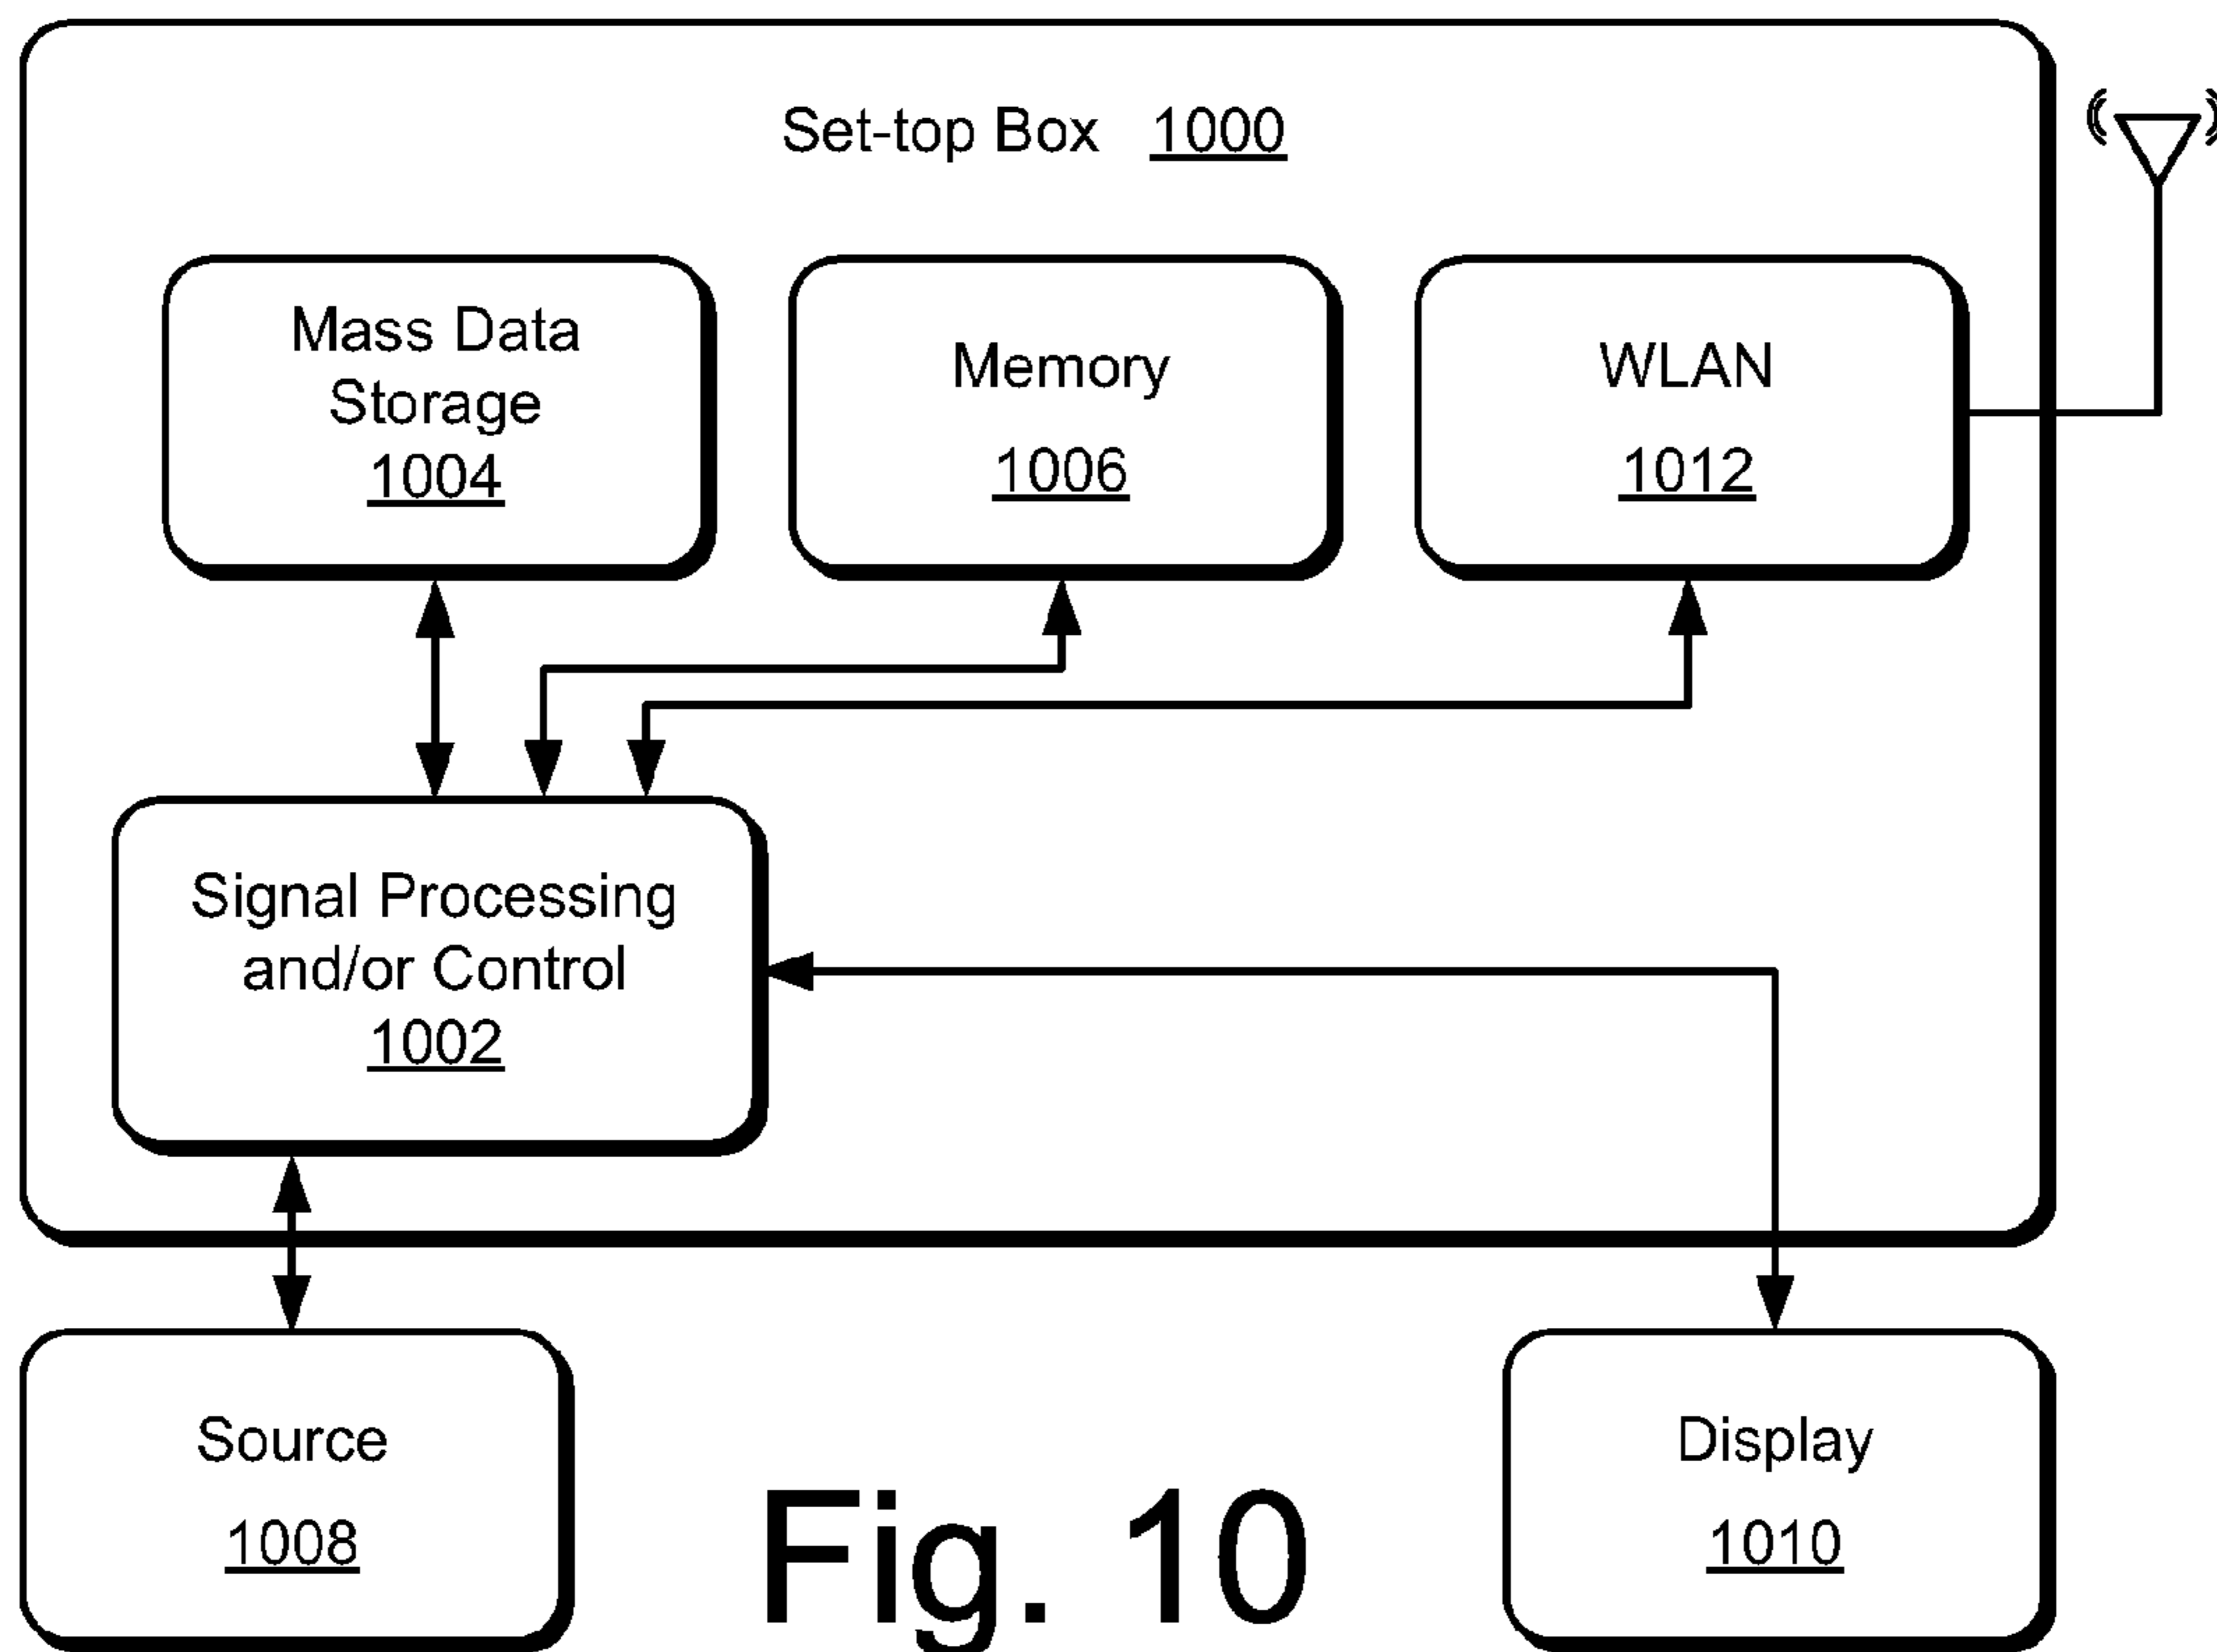 Set-top Box 1000
Mass Data
Storage
1004
Memory
1006
WLAN
1012
Signal Processing
and/or Control
1002
Source
1008
Display
1010
Fig. 10